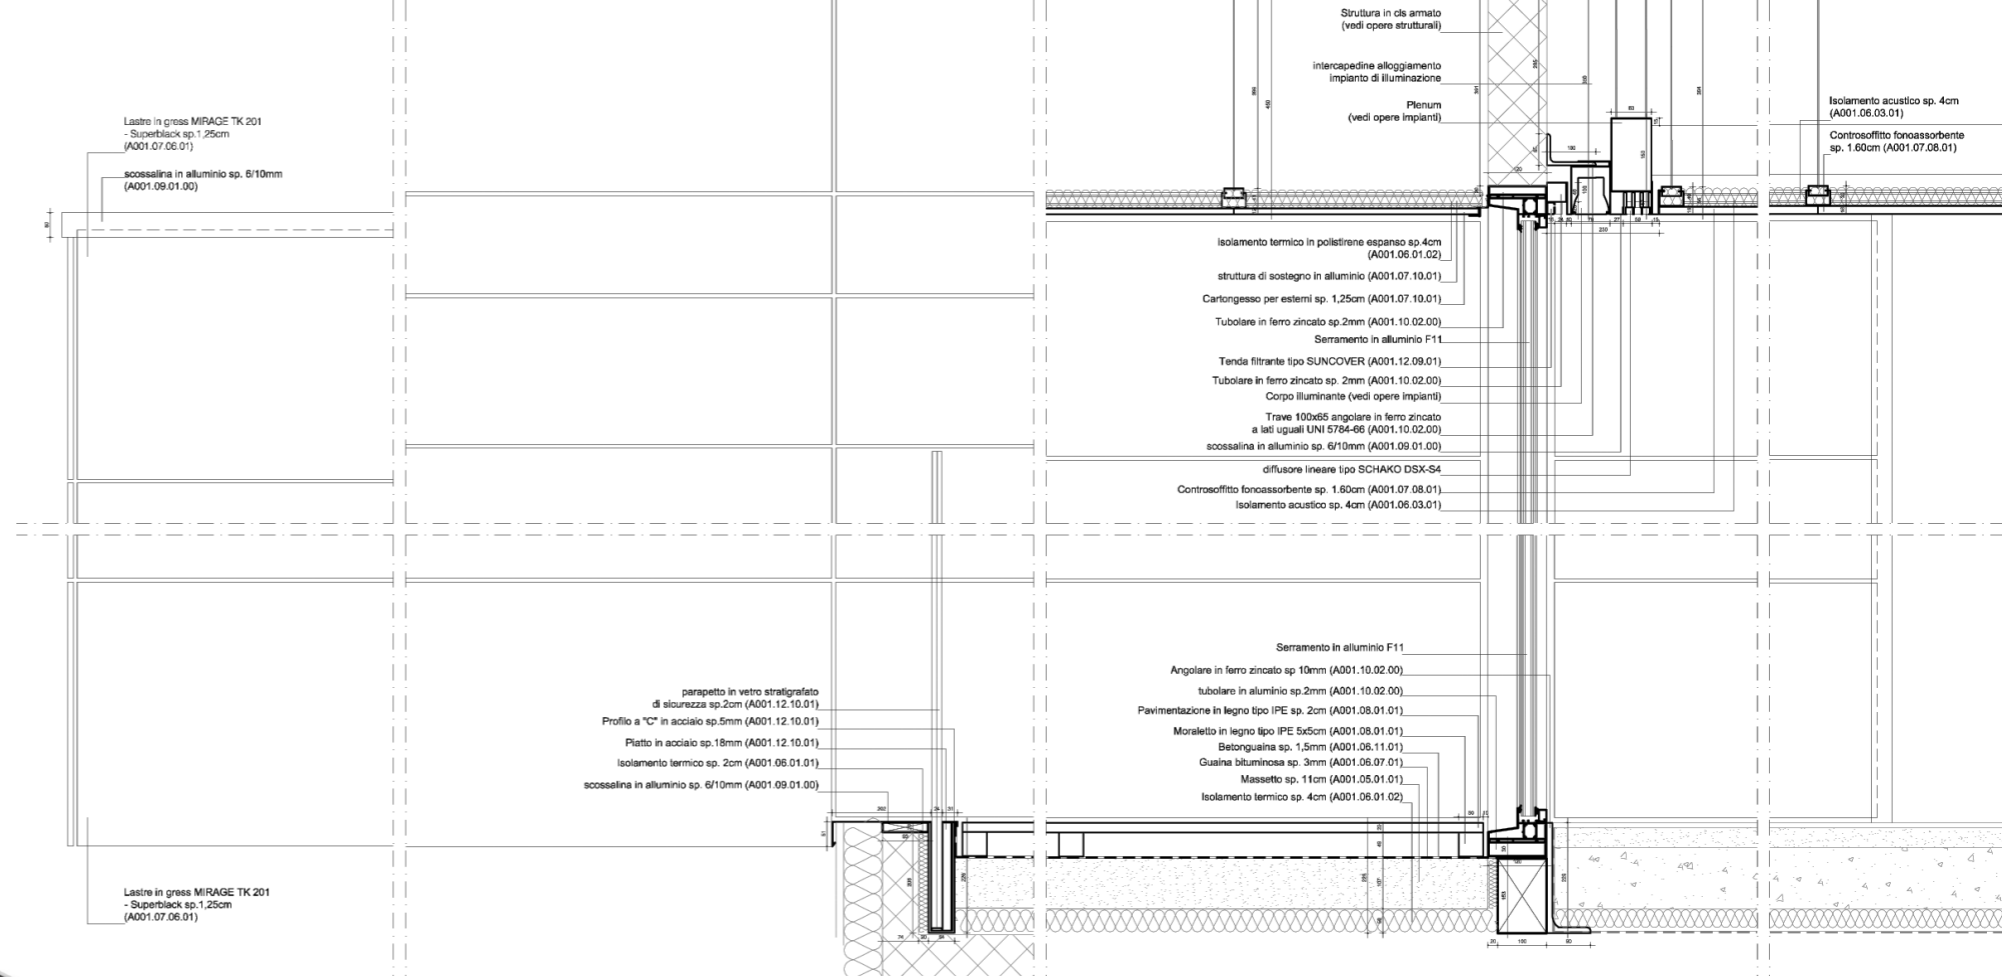 Struttura in cls armato
(vedi opere strutturali)
intercapedine alloggiamento
impianto di illuminazione
Plenum
(vedi opere impianti)
Isolamento acustico sp. 4cm
(A001.06.03.01)
Controsoffitto fonoassorbente
sp. 1.60cm (A001.07.08.01)
Lastre in gress MIRAGE TK 201
- Superblack sp.1,25cm
(A001.07.06.01)
scossalina in alluminio sp. 6/10mm
(A001.09.01.00)
Isolamento termico in polistirene espanso sp.4cm
(A001.06.01.02)
struttura di sostegno in alluminio (A001.07.10.01)
Cartongesso per esterni sp. 1,25cm (A001.07.10.01)
Tubolare in ferro zincato sp.2mm (A001.10.02.00)
Serramento in alluminio F11
Tenda filtrante tipo SUNCOVER (A001.12.09.01)
Tubolare in ferro zincato sp. 2mm (A001.10.02.00)
Corpo illuminante (vedi opere impianti)
Trave 100x65 angolare in ferro zincato
a lati uguali UNI 5784-66 (A001.10.02.00)
scossalina in alluminio sp. 6/10mm (A001.09.01.00)
diffusore lineare tipo SCHAKO DSX-S4
Controsoffitto fonoassorbente sp. 1.60cm (A001.07.08.01)
Isolamento acustico sp. 4cm (A001.06.03.01)
Serramento in alluminio F11
Angolare in ferro zincato sp 10mm (A001.10.02.00)
tubolare in aluminio sp.2mm (A001.10.02.00)
Pavimentazione in legno tipo IPE sp. 2cm (A001.08.01.01)
Moraletto in legno tipo IPE 5x5cm (A001.08.01.01)
Betonguaina sp. 1,5mm (A001.06.11.01)
Guaina bituminosa sp. 3mm (A001.06.07.01)
Massetto sp. 11cm (A001.05.01.01)
Isolamento termico sp. 4cm (A001.06.01.02)
parapetto in vetro stratigrafato
di sicurezza sp.2cm (A001.12.10.01)
Profilo a "C" in acciaio sp.5mm (A001.12.10.01)
Piatto in acciaio sp.18mm (A001.12.10.01)
Isolamento termico sp. 2cm (A001.06.01.01)
scossalina in alluminio sp. 6/10mm (A001.09.01.00)
Lastre in gress MIRAGE TK 201
- Superblack sp.1,25cm
(A001.07.06.01)